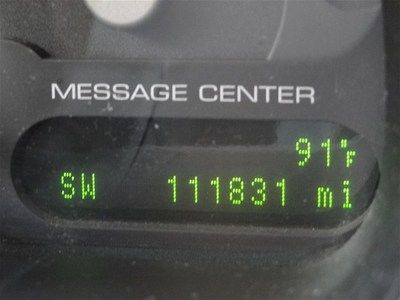 MESSAGE CENTER
91°F
SW 111831 mi